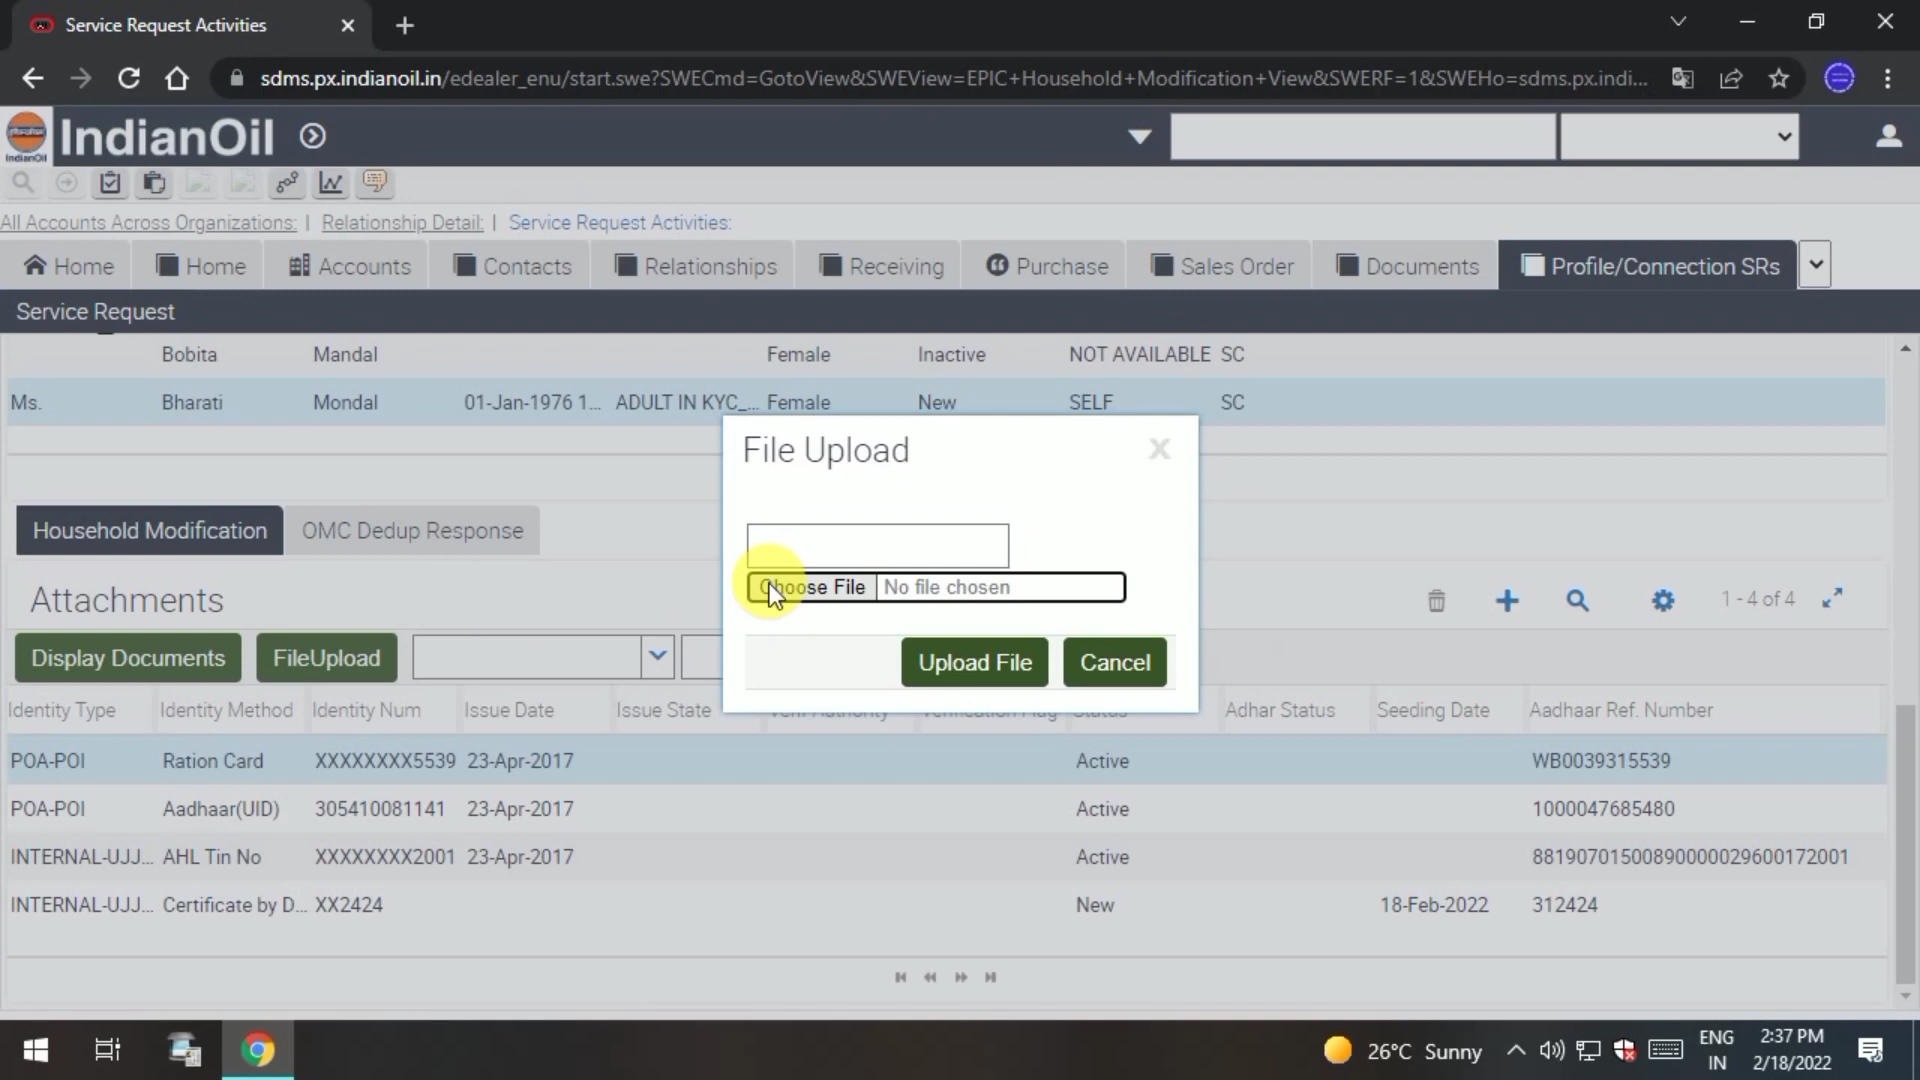 Service Request Activities
sdms.px.indianoil.in/edealer_enu/start.swe?SWECmd=GotoView&SWEView=EPIC+Household+Modification+View&SWERF=1&SWEHo=sdms.px.indi...
IndianOil
IndianOil
All Accounts Across Organizations: | Relationship Detail: | Service Request Activities:
Home Home Accounts Contacts Relationships Receiving Purchase Sales Order Documents Profile/Connection SRs
Service Request
Bobita Mandal Female Inactive NOT AVAILABLE SC
Ms. Bharati Mondal 01-Jan-1976 1... ADULT IN KYC_... Female New SELF SC
File Upload X
Household Modification OMC Dedup Response
Choose File No file chosen
Attachments 1 - 4 of 4
Display Documents FileUpload Upload File Cancel
Identity Type Identity Method Identity Num Issue Date Issue State Adhar Status Seeding Date Aadhaar Ref. Number
POA-POI Ration Card XXXXXXXX5539 23-Apr-2017 Active WB0039315539
POA-POI Aadhaar(UID) 305410081141 23-Apr-2017 Active 1000047685480
INTERNAL-UJJ... AHL Tin No XXXXXXXX2001 23-Apr-2017 Active 88190701500890000029600172001
INTERNAL-UJJ... Certificate by D... XX2424 New 18-Feb-2022 312424
26°C Sunny
ENG
IN
2:37 PM
2/18/2022